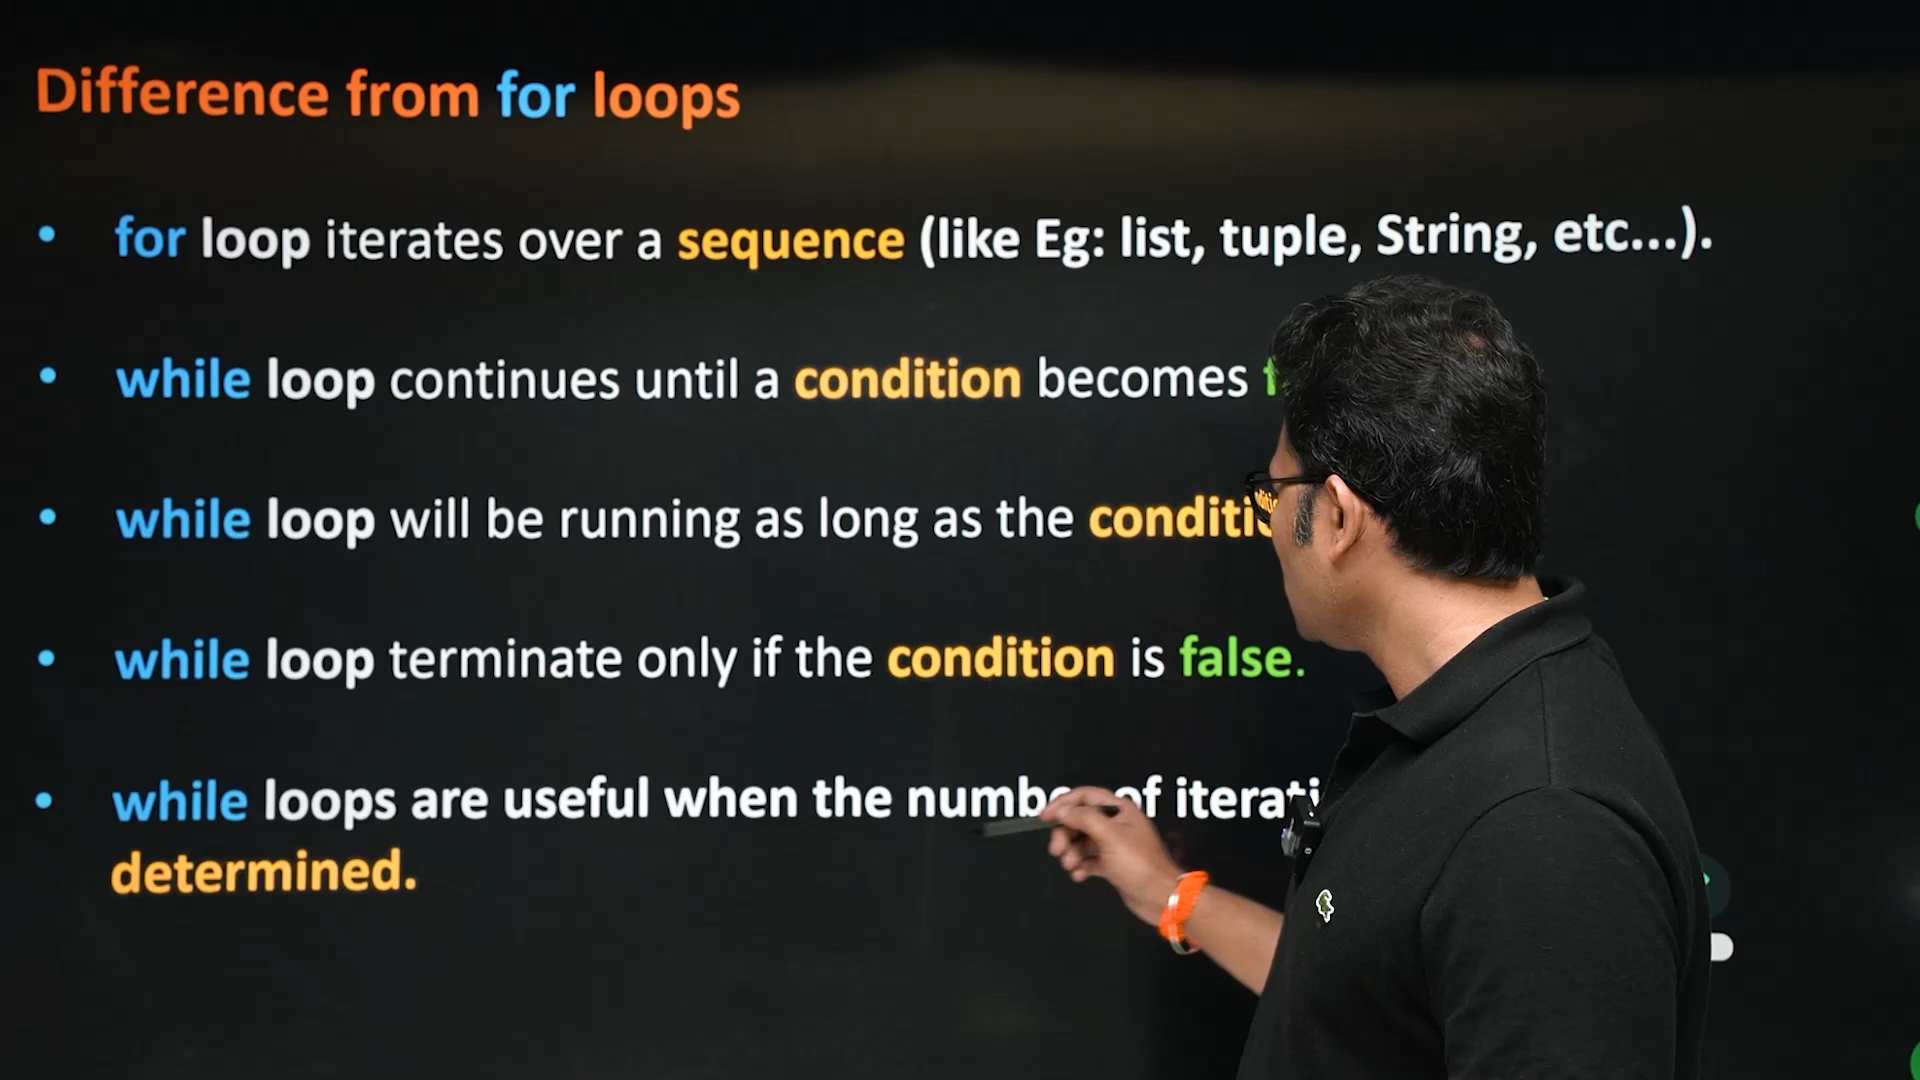 Difference from for loops
• for loop iterates over a sequence (like Eg: list, tuple, String, etc...).
• while loop continues until a condition becomes
• while loop will be running as long as the
• while loop terminate only if the condition is false.
• while loops are useful when the number of
determined.